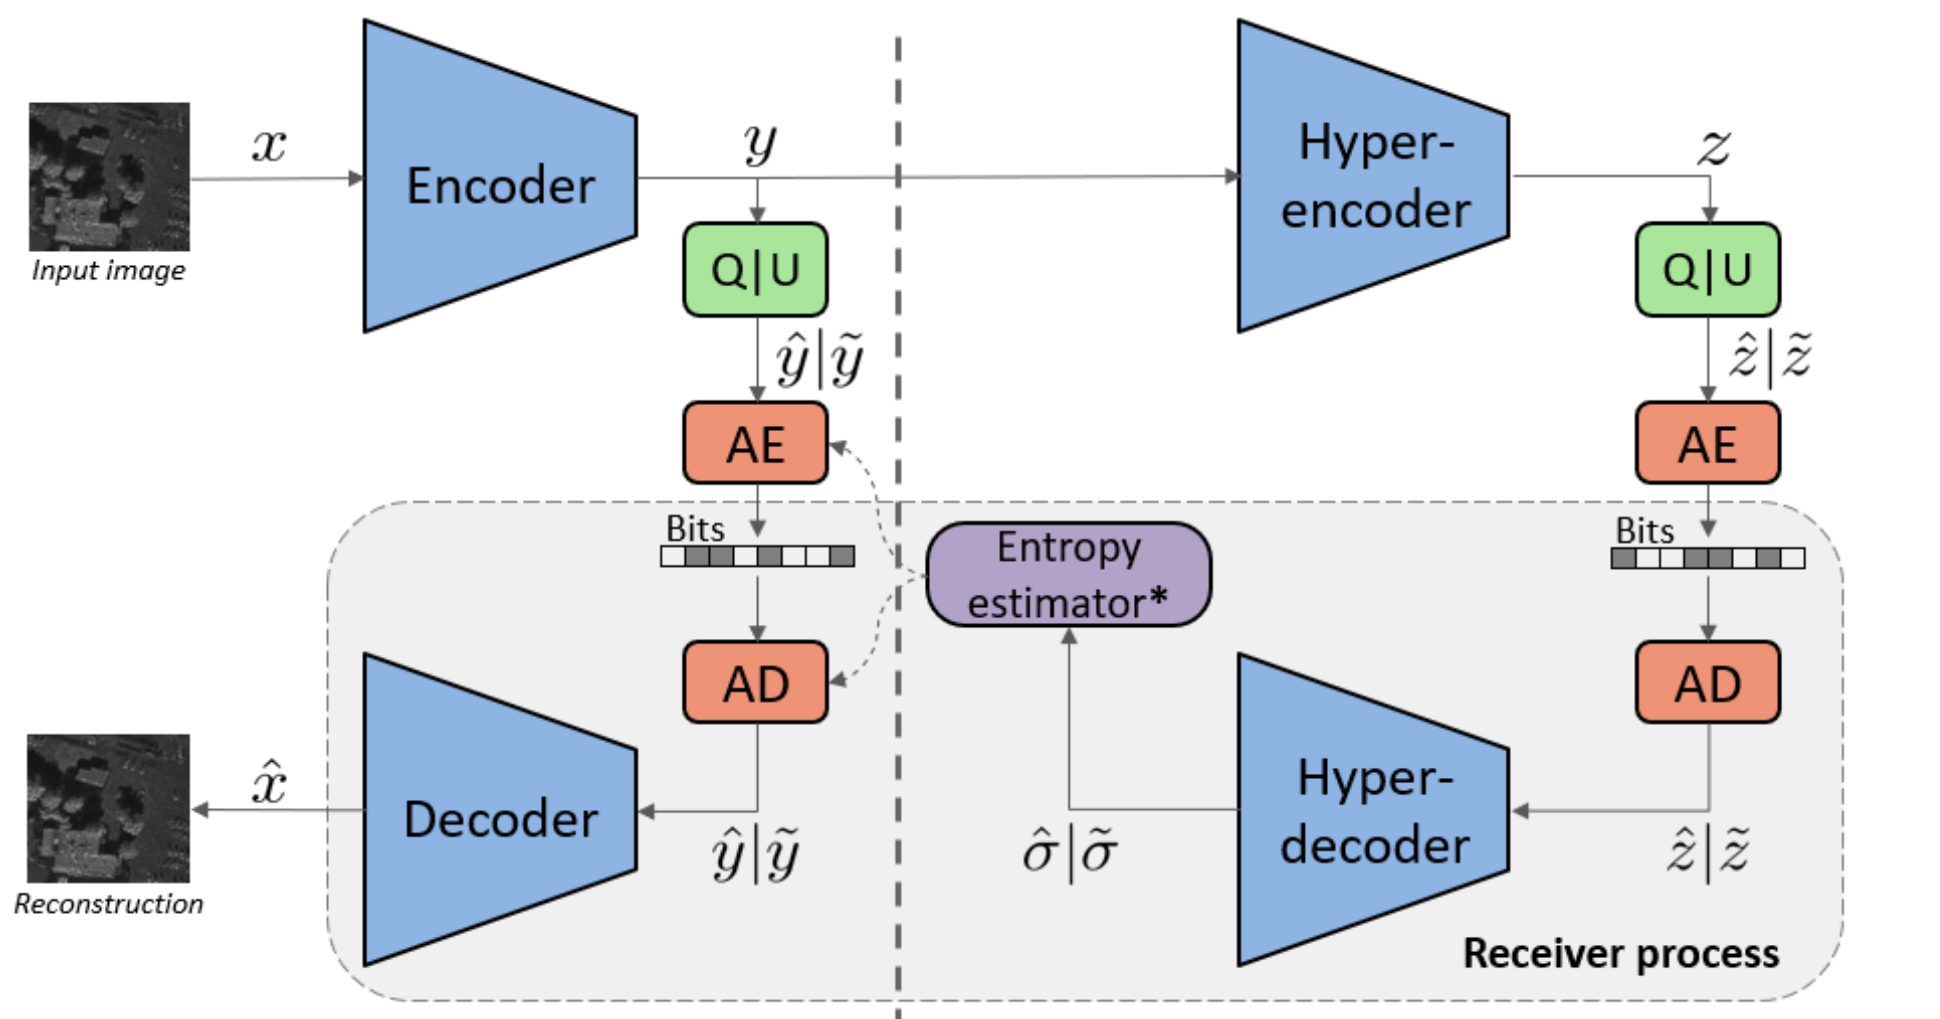 x
Encoder
y
Hyper-
encoder
z
Input image
Q|U
Q|U
ŷ|ỹ
ẑ|z̃
AE
AE
Bits
Bits
Entropy
estimator*
AD
AD
x̂
Decoder
Hyper-
decoder
ŷ|ỹ
σ̂|σ̃
ẑ|z̃
Reconstruction
Receiver process